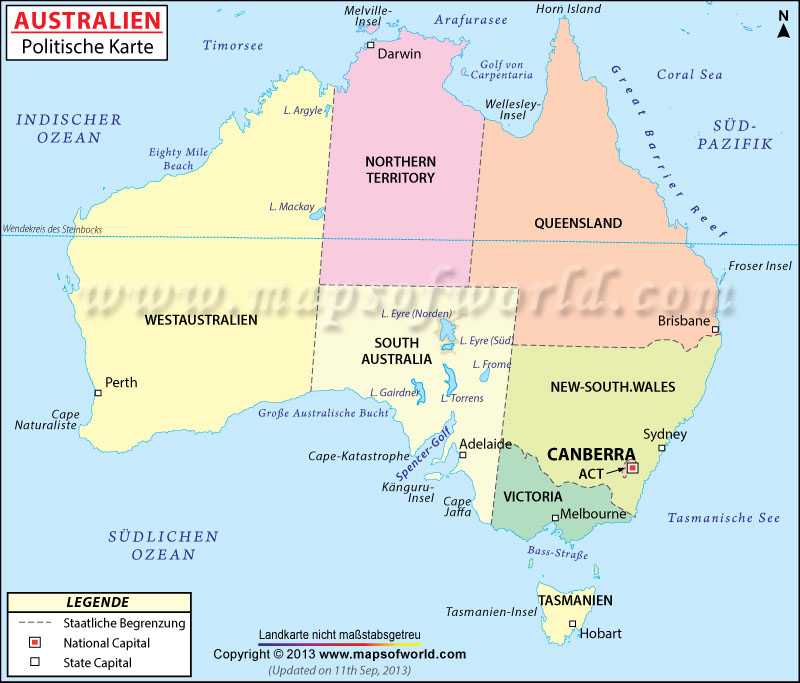 AUSTRALIEN
Politische Karte
Melville-
Insel
Arafurasee
Horn Island
N
Timorsee
Darwin
Golf von
Carpentaria
Coral Sea
Great Barrier Reef
INDISCHER
OZEAN
L. Argyle
Wellesley-
Insel
SÜD-
PAZIFIK
Eighty Mile
Beach
NORTHERN
TERRITORY
L. Mackay
QUEENSLAND
Wendekreis des Steinbocks
Froser Insel
www.mapsofworld.com
WESTAUSTRALIEN
L. Eyre (Norden)
Brisbane
SOUTH
AUSTRALIA
L. Eyre (Süd)
L. Frome
Perth
L. Gairdner
L. Torrens
NEW-SOUTH.WALES
Cape
Naturaliste
Große Australische Bucht
Spencer-Golf
Adelaide
Sydney
CANBERRA
ACT
Cape-Katastrophe
Känguru-
Insel
Cape
Jaffa
VICTORIA
Melbourne
Tasmanische See
SÜDLICHEN
OZEAN
Bass-Straße
TASMANIEN
Tasmanien-Insel
Hobart
LEGENDE
Staatliche Begrenzung
National Capital
State Capital
Landkarte nicht maßstabsgetreu
Copyright © 2013 www.mapsofworld.com
(Updated on 11th Sep, 2013)